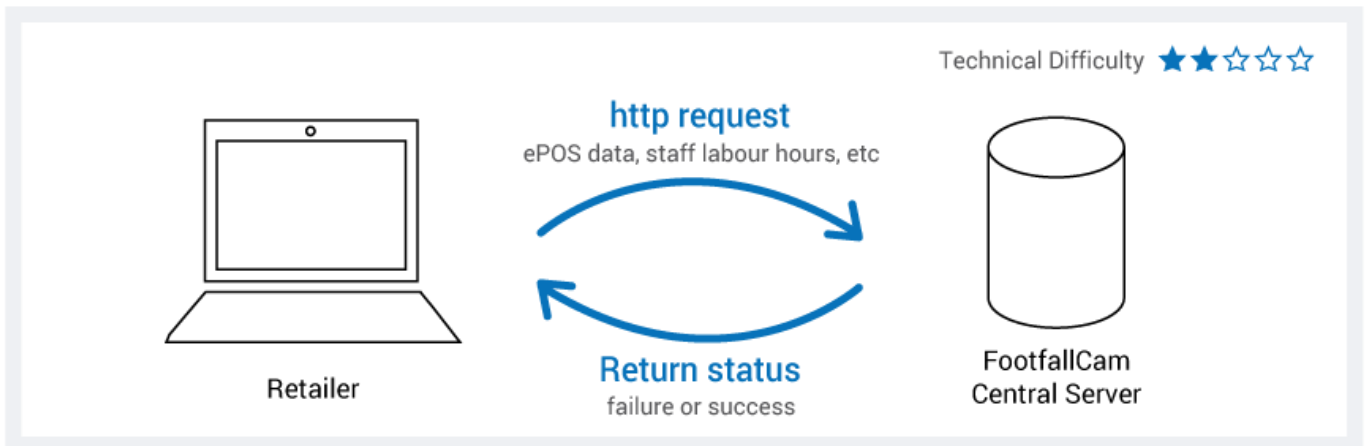 Technical Difficulty
http request
ePOS data, staff labour hours, etc
Retailer
Return status
failure or success
FootfallCam
Central Server